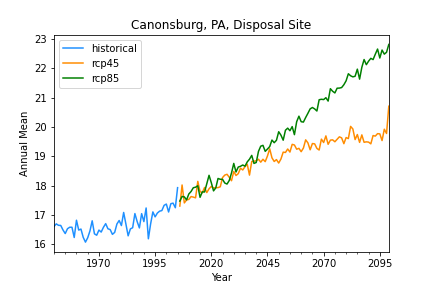 Canonsburg, PA, Disposal Site
historical
rcp45
rcp85
Annual Mean
23
22
21
20
19
18
17
16
1970
1995
2020
2045
2070
2095
Year